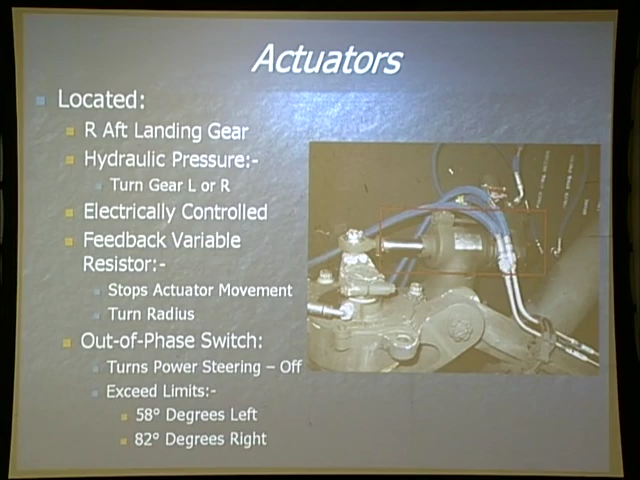 Actuators
Located:
R Aft Landing Gear
Hydraulic Pressure:-
Turn Gear L or R
Electrically Controlled
Feedback Variable
Resistor:-
Stops Actuator Movement
Turn Radius
Out-of-Phase Switch:
Turns Power Steering – Off
Exceed Limits:-
58° Degrees Left
82° Degrees Right